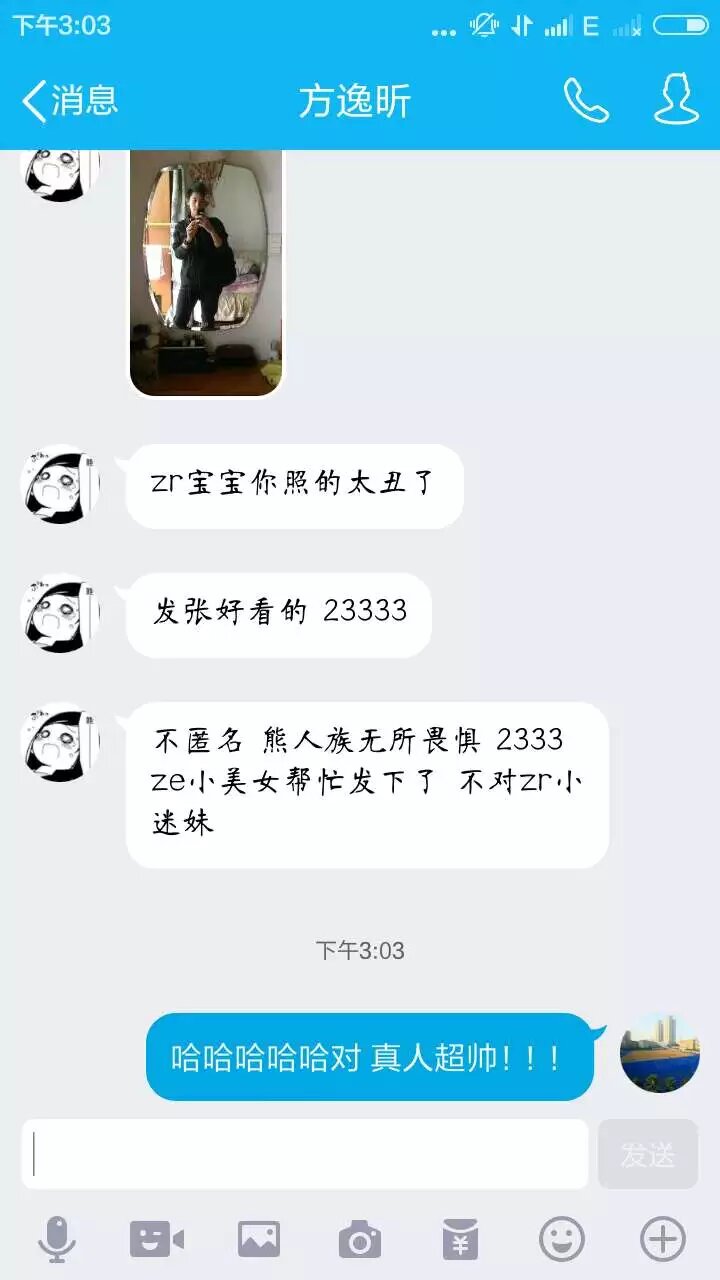 下午3:03
E
消息
方逸昕
zr宝宝你照的太丑了
发张好看的 23333
不匿名 熊人族无所畏惧 2333
ze小美女帮忙发下了 不对zr小
迷妹
下午3:03
哈哈哈哈哈对 真人超帅！！！
发送